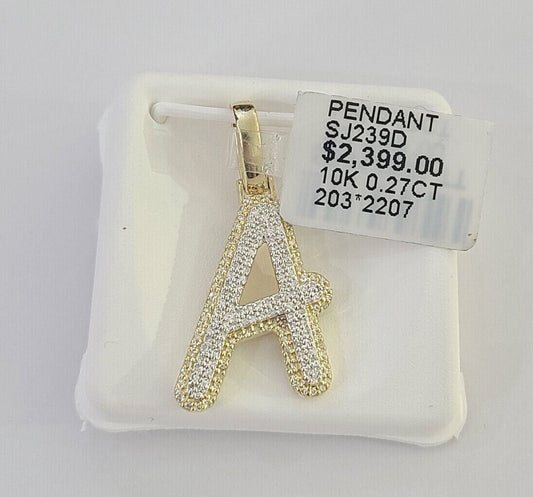 PENDANT
SJ239D
$2,399.00
10K 0.27CT
203*2207
A